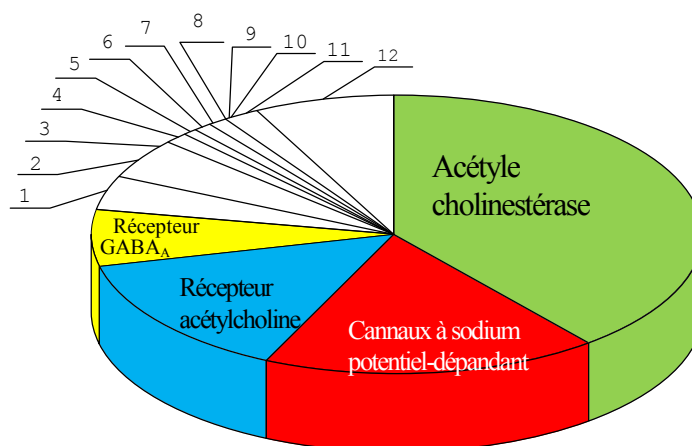 8
7
9
10
6
11
12
5
4
3
2
1
Acétyle
cholinestérase
Récepteur
GABAA
Récepteur
acétylcholine
Cannaux à sodium
potentiel-dépandant